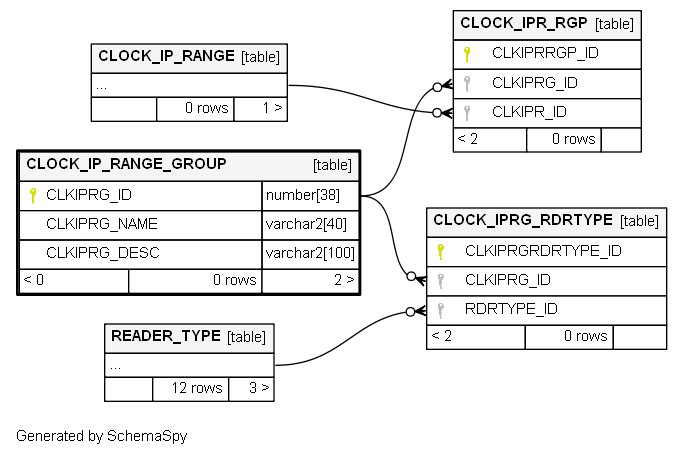 CLOCK_IP_RANGE [table]
...
0 rows 1 >
CLOCK_IPR_RGP [table]
CLKIPRRGP_ID
CLKIPRG_ID
CLKIPR_ID
< 2 0 rows
CLOCK_IP_RANGE_GROUP [table]
CLKIPRG_ID number[38]
CLKIPRG_NAME varchar2[40]
CLKIPRG_DESC varchar2[100]
< 0 0 rows 2 >
CLOCK_IPRG_RDRTYPE [table]
CLKIPRGRDRTYPE_ID
CLKIPRG_ID
RDRTYPE_ID
< 2 0 rows
READER_TYPE [table]
...
12 rows 3 >
Generated by SchemaSpy